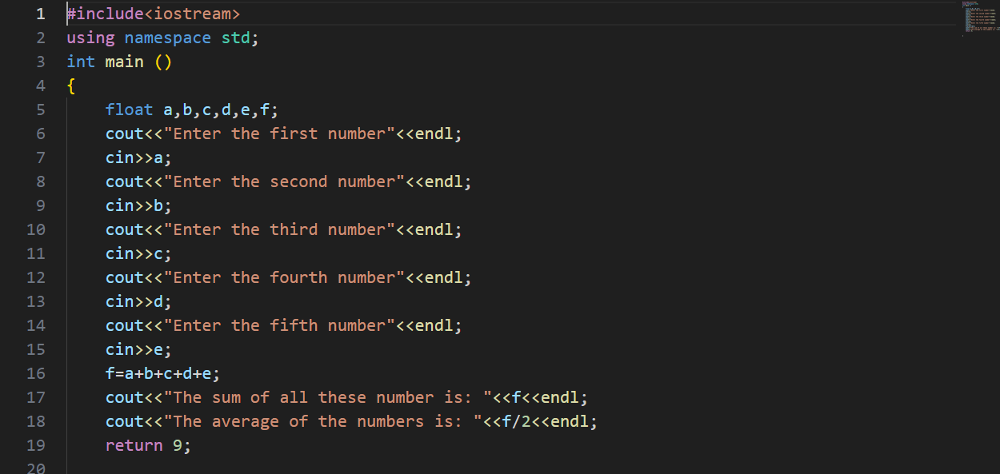 1 #include<iostream>
2 using namespace std;
3 int main ()
4 {
5     float a,b,c,d,e,f;
6     cout<<"Enter the first number"<<endl;
7     cin>>a;
8     cout<<"Enter the second number"<<endl;
9     cin>>b;
10     cout<<"Enter the third number"<<endl;
11     cin>>c;
12     cout<<"Enter the fourth number"<<endl;
13     cin>>d;
14     cout<<"Enter the fifth number"<<endl;
15     cin>>e;
16     f=a+b+c+d+e;
17     cout<<"The sum of all these number is: "<<f<<endl;
18     cout<<"The average of the numbers is: "<<f/2<<endl;
19     return 9;
20